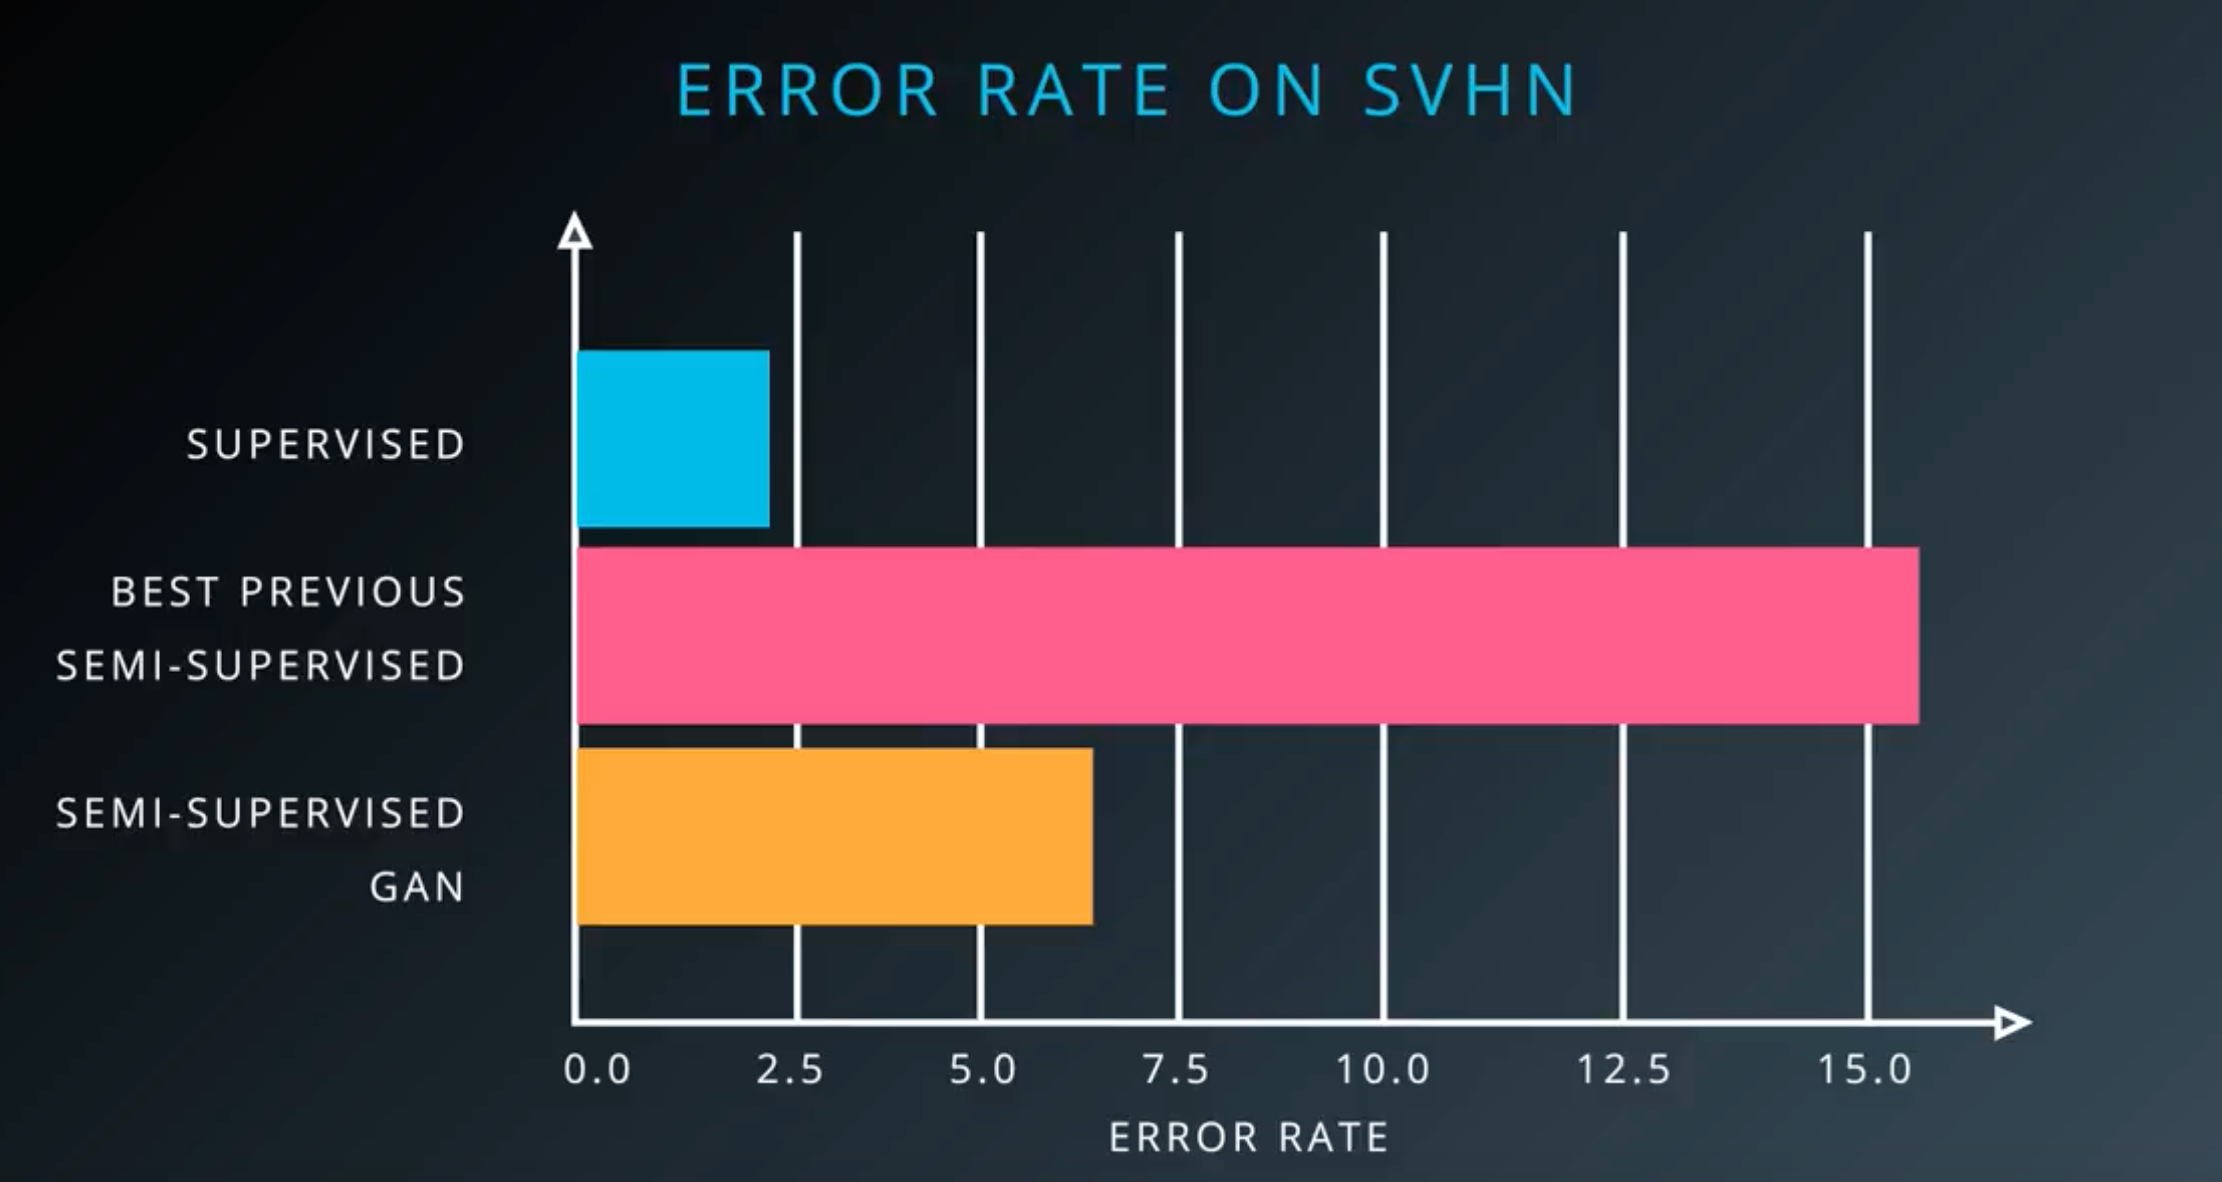 ERROR RATE ON SVHN
SUPERVISED
BEST PREVIOUS
SEMI-SUPERVISED
SEMI-SUPERVISED
GAN
0.0 2.5 5.0 7.5 10.0 12.5 15.0
ERROR RATE